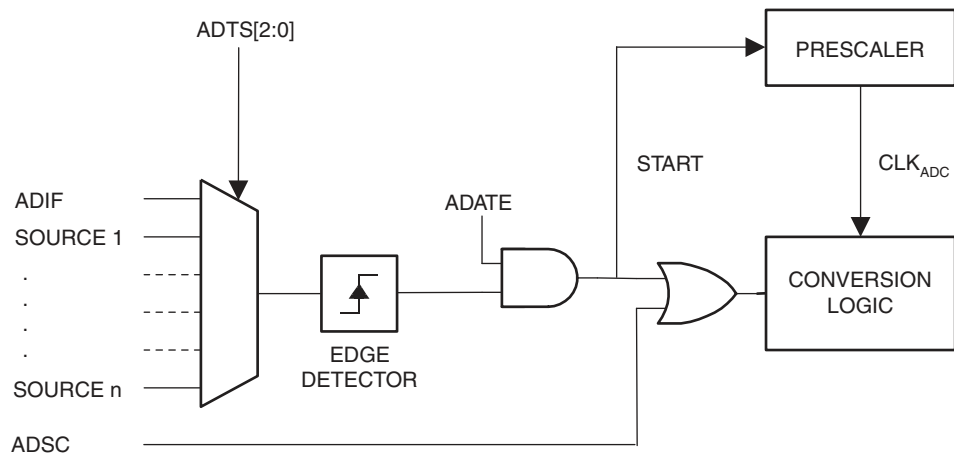 ADTS[2:0]
PRESCALER
START
CLKADC
ADIF
ADATE
SOURCE 1
.
.
.
.
CONVERSION
LOGIC
EDGE
DETECTOR
SOURCE n
ADSC